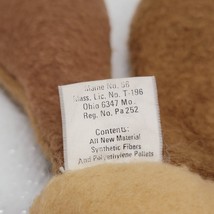 Maine No. 98
Mass. Lic. No. T-196
Ohio 6347 Mo.
Reg. No. Pa 252
Contents:
All New Material
Synthetic Fibers
And Polyethylene Pellets